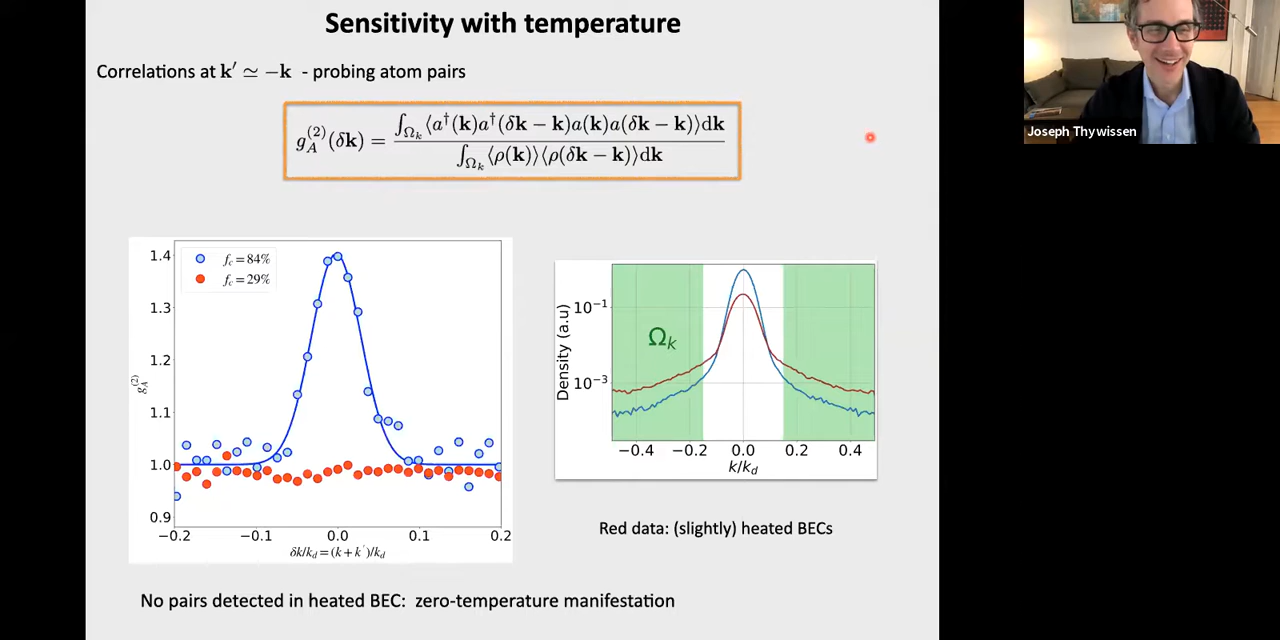 Sensitivity with temperature
Correlations at k′ ≃ −k - probing atom pairs
g_A^(2)(δk) = ∫_Ωk ⟨a†(k)a†(δk − k)a(k)a(δk − k)⟩dk / ∫_Ωk ⟨ρ(k)⟩⟨ρ(δk − k)⟩dk
Joseph Thywissen
f_c = 84%
f_c = 29%
1.4
1.3
1.2
1.1
1.0
0.9
g_A^(2)
−0.2 −0.1 0.0 0.1 0.2
δk/k_d = (k + k′)/k_d
Density (a.u)
10^−1
10^−3
Ω_k
−0.4 −0.2 0.0 0.2 0.4
k/k_d
Red data: (slightly) heated BECs
No pairs detected in heated BEC: zero-temperature manifestation